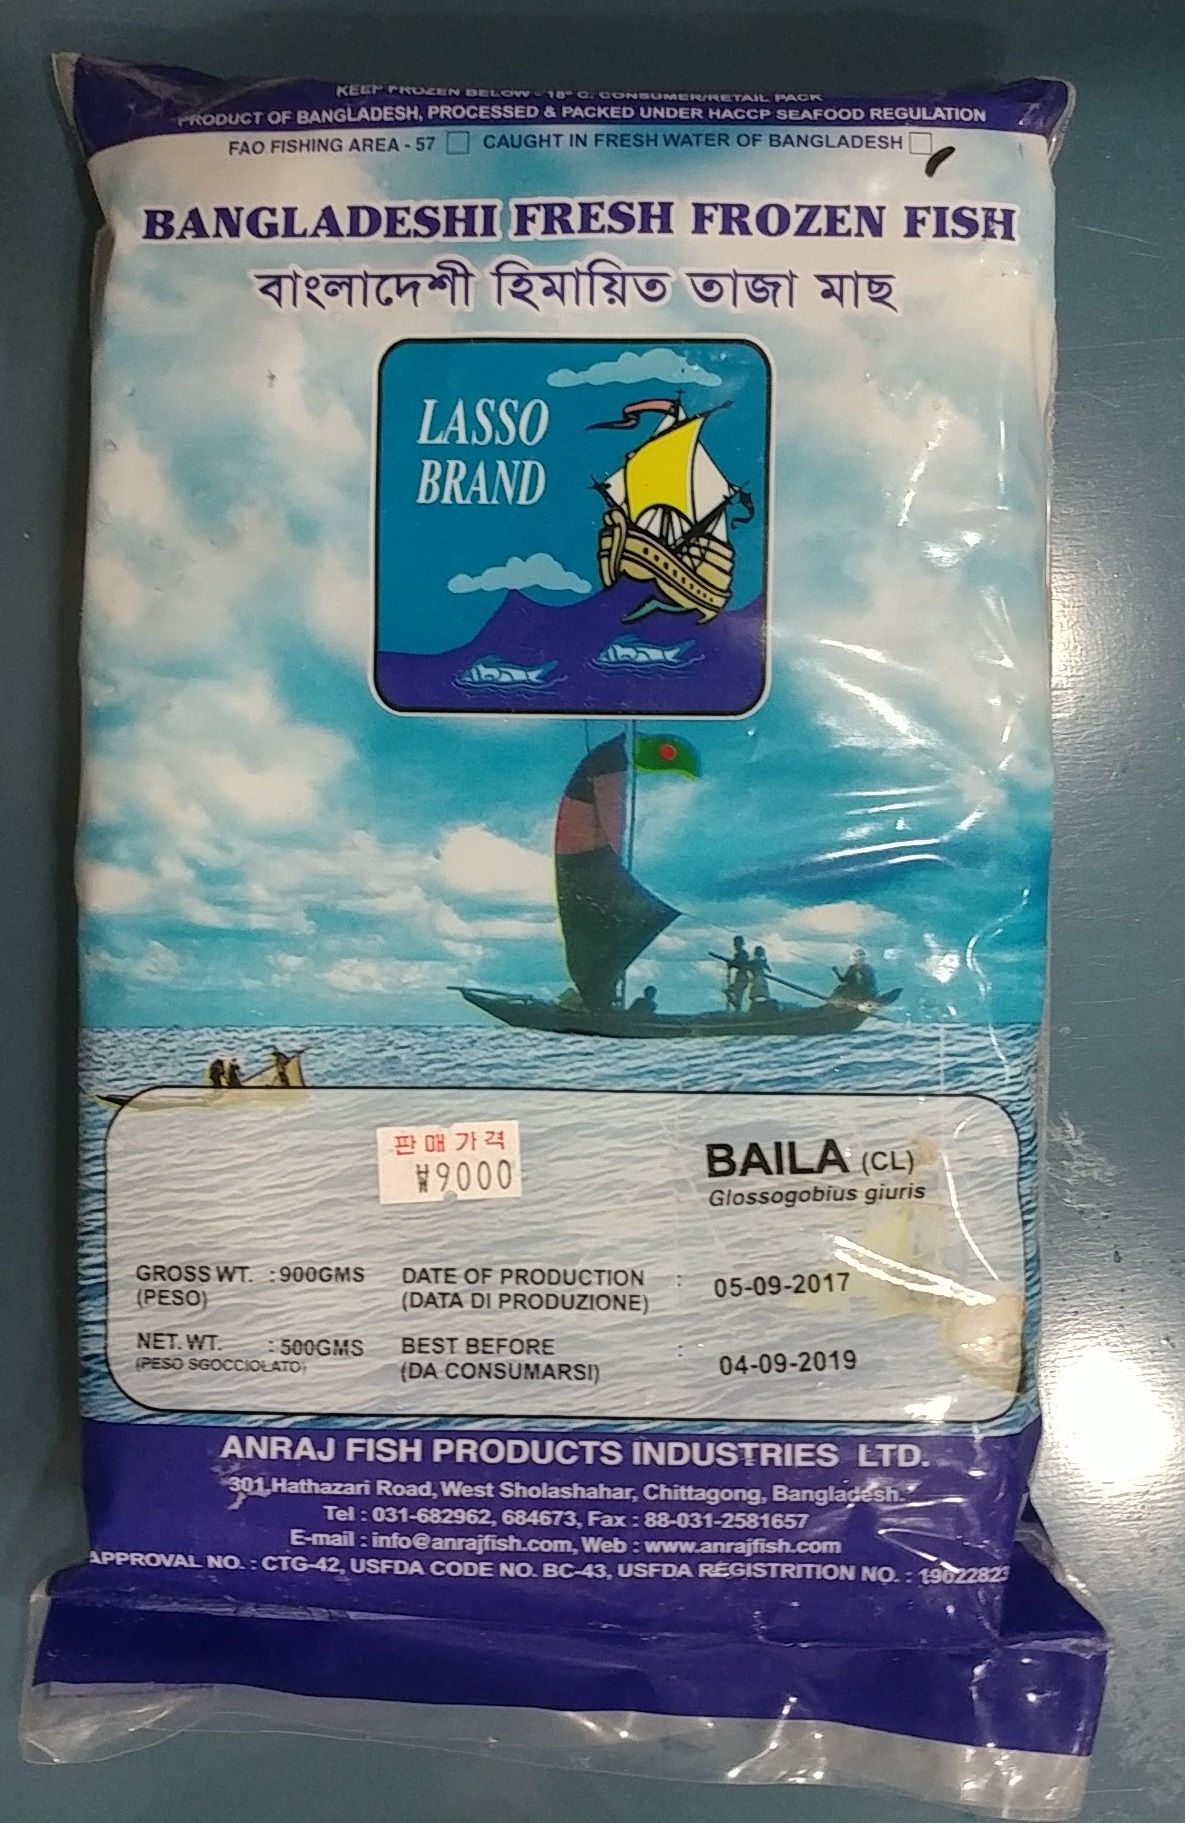 KEEP FROZEN BELOW - 18° C. CONSUMER/RETAIL PACK
PRODUCT OF BANGLADESH, PROCESSED & PACKED UNDER HACCP SEAFOOD REGULATION
FAO FISHING AREA - 57 CAUGHT IN FRESH WATER OF BANGLADESH
BANGLADESHI FRESH FROZEN FISH
বাংলাদেশী হিমায়িত তাজা মাছ
LASSO
BRAND
판매가격
₩9000
BAILA (CL)
Glossogobius giuris
GROSS WT. : 900GMS DATE OF PRODUCTION : 05-09-2017
(PESO) (DATA DI PRODUZIONE)
NET. WT. : 500GMS BEST BEFORE : 04-09-2019
(PESO SGOCCIOLATO) (DA CONSUMARSI)
ANRAJ FISH PRODUCTS INDUSTRIES LTD.
301, Hathazari Road, West Sholashahar, Chittagong, Bangladesh.
Tel : 031-682962, 684673, Fax : 88-031-2581657
E-mail : info@anrajfish.com, Web : www.anrajfish.com
APPROVAL NO. : CTG-42, USFDA CODE NO. BC-43, USFDA REGISTRITION NO. :